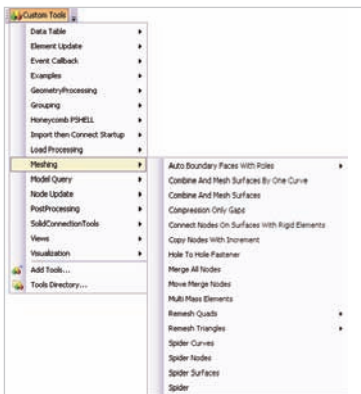 Custom Tools
Data Table
Element Update
Event Callback
Examples
GeometryProcessing
Grouping
Honeycomb PSHELL
Import then Connect Startup
Load Processing
Meshing
Model Query
Node Update
PostProcessing
SolidConnectionTools
Views
Visualization
Add Tools...
Tools Directory...
Auto Boundary Faces With Holes
Combine And Mesh Surfaces By One Curve
Combine And Mesh Surfaces
Compression Only Gaps
Connect Nodes On Surfaces With Rigid Elements
Copy Nodes With Increment
Hole To Hole Fastener
Merge All Nodes
Move Merge Nodes
Multi Mass Elements
Remesh Quads
Remesh Triangles
Spider Curves
Spider Nodes
Spider Surfaces
Spider